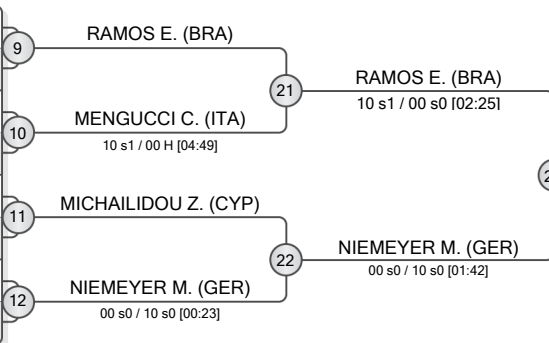 9
RAMOS E. (BRA)
21
RAMOS E. (BRA)
10 s1 / 00 s0 [02:25]
10
MENGUCCI C. (ITA)
10 s1 / 00 H [04:49]
11
MICHAILIDOU Z. (CYP)
22
NIEMEYER M. (GER)
00 s0 / 10 s0 [01:42]
12
NIEMEYER M. (GER)
00 s0 / 10 s0 [00:23]